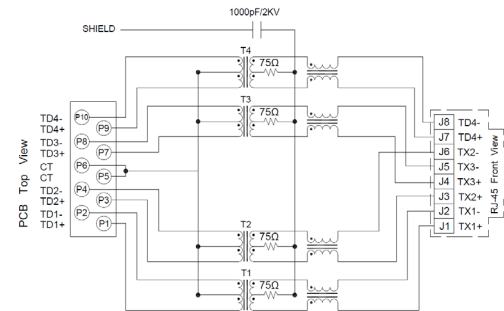 1000pF/2KV
SHIELD
T4
75Ω
T3
75Ω
TD4- P10
TD4+ P9
TD3- P8
TD3+ P7
CT P6
CT P5
TD2- P4
TD2+ P3
TD1- P2
TD1+ P1
PCB Top View
T2
75Ω
T1
75Ω
J8 TD4-
J7 TD4+
J6 TX2-
J5 TX3-
J4 TX3+
J3 TX2+
J2 TX1-
J1 TX1+
RJ-45 Front View